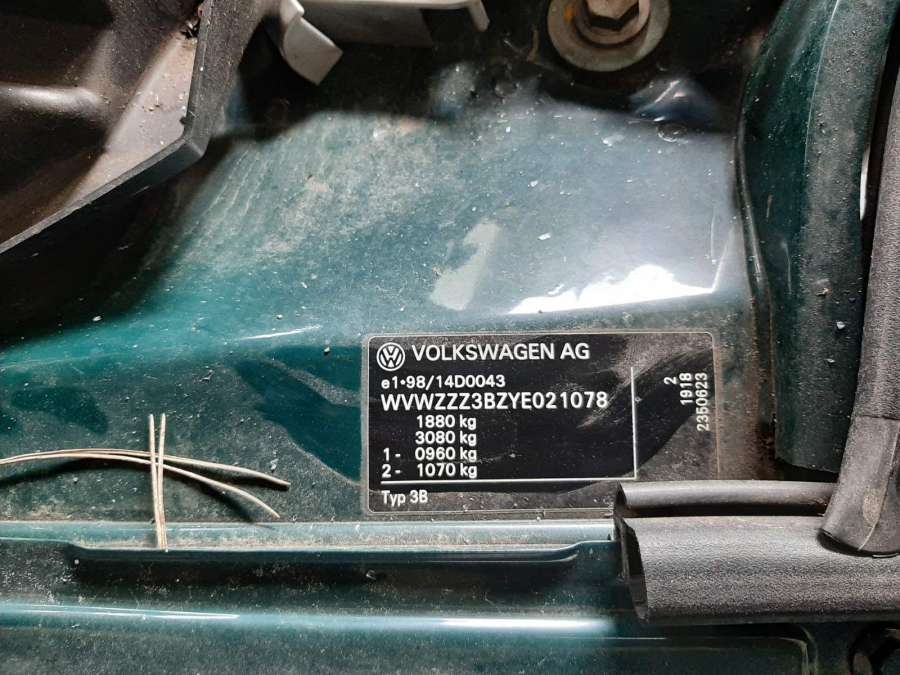 VOLKSWAGEN AG
e1•98/14D0043
WVWZZZ3BZYE021078
1880 kg
3080 kg
1- 0960 kg
2- 1070 kg
Typ 3B
2
1918
2350623